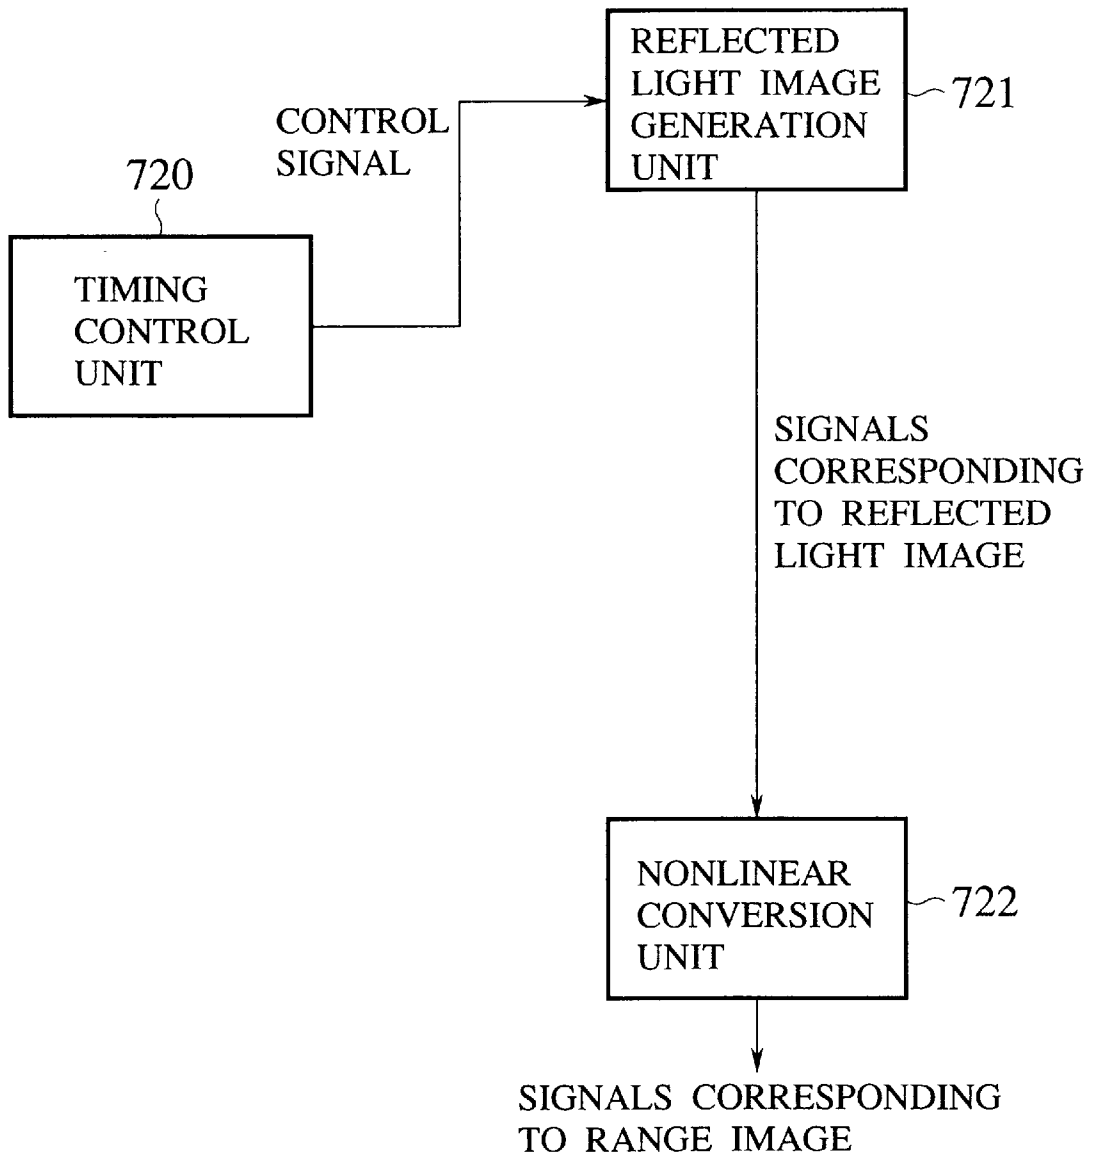 REFLECTED
LIGHT IMAGE
GENERATION
UNIT
721
CONTROL
SIGNAL
720
TIMING
CONTROL
UNIT
SIGNALS
CORRESPONDING
TO REFLECTED
LIGHT IMAGE
NONLINEAR
CONVERSION
UNIT
722
SIGNALS CORRESPONDING
TO RANGE IMAGE